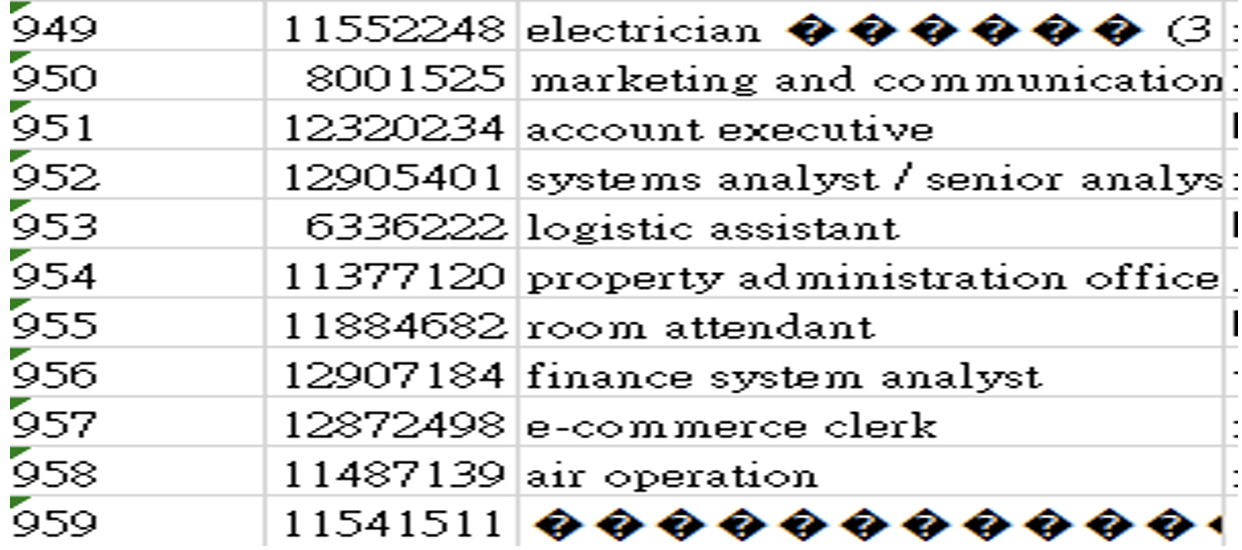 949 11552248 electrician ������ (3
950 8001525 marketing and communication
951 12320234 account executive
952 12905401 systems analyst / senior analys
953 6336222 logistic assistant
954 11377120 property administration office
955 11884682 room attendant
956 12907184 finance system analyst
957 12872498 e-commerce clerk
958 11487139 air operation
959 11541511 �����������